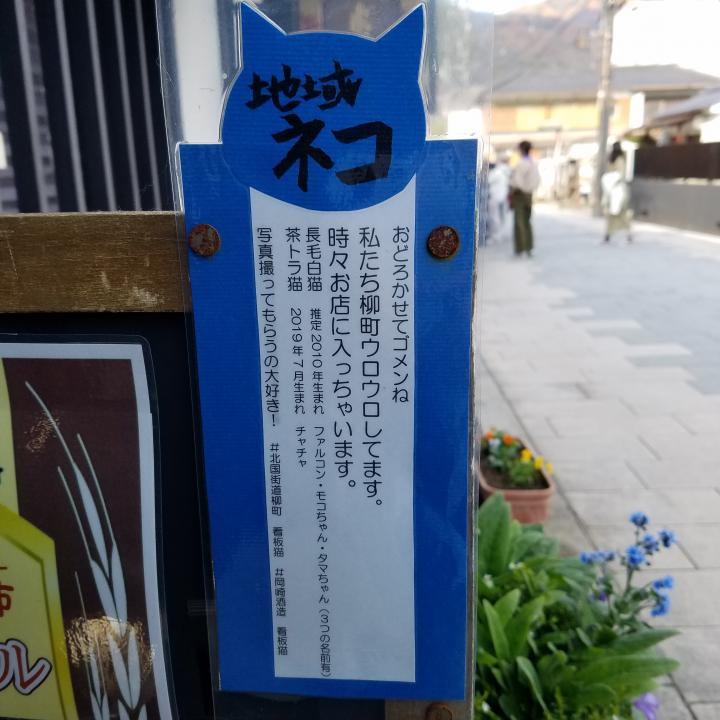 地域
ネコ
おどろかせてゴメンね
私たち柳町ウロウロしてます。
時々お店に入っちゃいます。
長毛白猫 推定2010年生まれ ファルコン・モコちゃん・タマちゃん（3つの名前有）
茶トラ猫 2019年7月生まれ チャチャ
写真撮ってもらうの大好き！ #北国街道柳町 看板猫 #岡崎酒造 看板猫